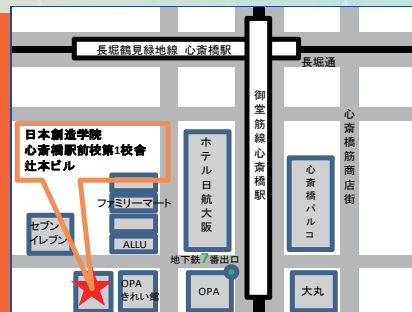 長堀鶴見緑地線 心斎橋駅
長堀通
御堂筋線心斎橋駅
心斎橋筋商店街
日本創造学院
心斎橋駅前校第1校舎
辻本ビル
ホテル日航大阪
心斎橋パルコ
ファミリーマート
セブン
イレブン
ALLU
地下鉄7番出口
OPA
きれい館
OPA
大丸